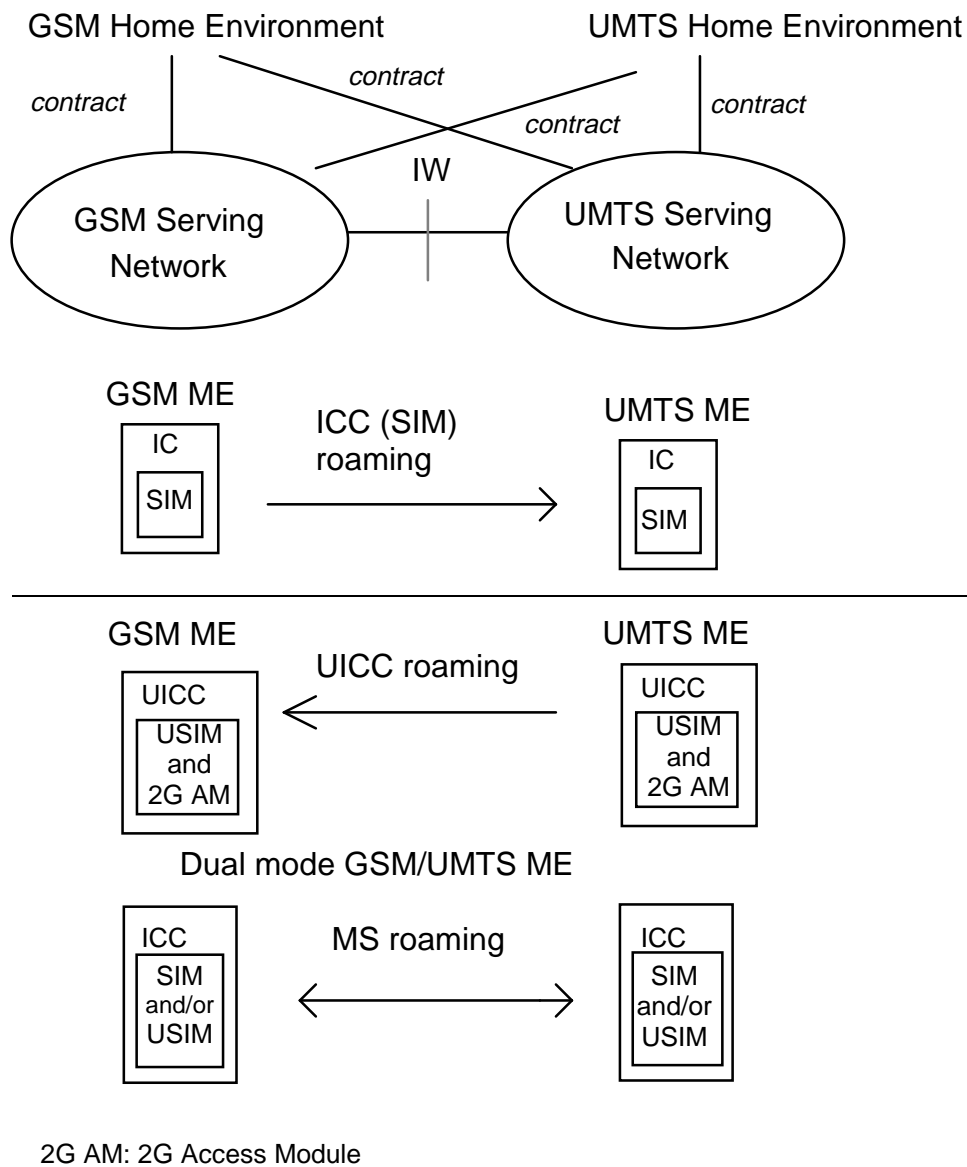 GSM Home Environment
UMTS Home Environment
contract
contract
contract
contract
IW
GSM Serving
Network
UMTS Serving
Network
GSM ME
IC
SIM
ICC (SIM)
roaming
UMTS ME
IC
SIM
GSM ME
UICC
USIM
and
2G AM
UICC roaming
UMTS ME
UICC
USIM
and
2G AM
Dual mode GSM/UMTS ME
ICC
SIM
and/or
USIM
MS roaming
ICC
SIM
and/or
USIM
2G AM: 2G Access Module